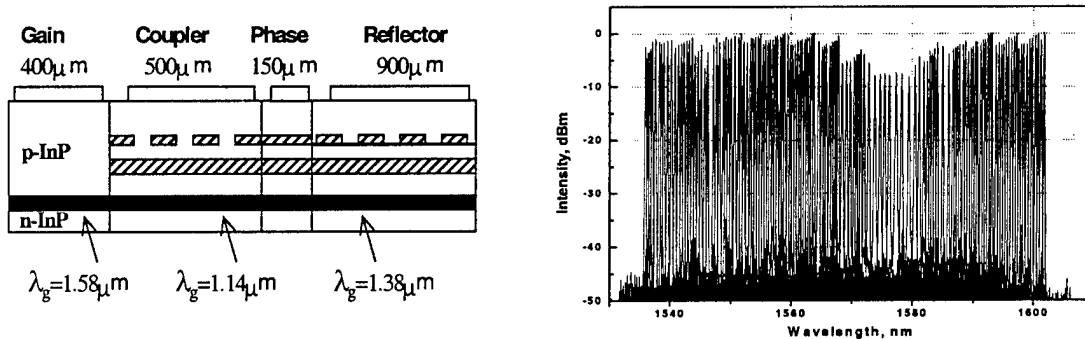 Gain Coupler Phase Reflector
400μm 500μm 150μm 900μm
p-InP
n-InP
λg=1.58μm λg=1.14μm λg=1.38μm
0
-10
-20
-30
-40
-50
Intensity, dBm
1540 1560 1580 1600
Wavelength, nm